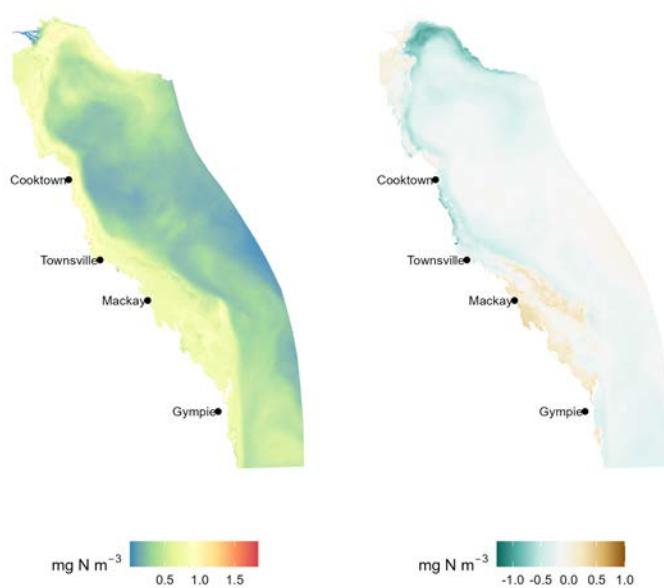 Cooktown
Townsville
Mackay
Gympie
mg N m⁻³
0.5 1.0 1.5
Cooktown
Townsville
Mackay
Gympie
mg N m⁻³
-1.0 -0.5 0.0 0.5 1.0